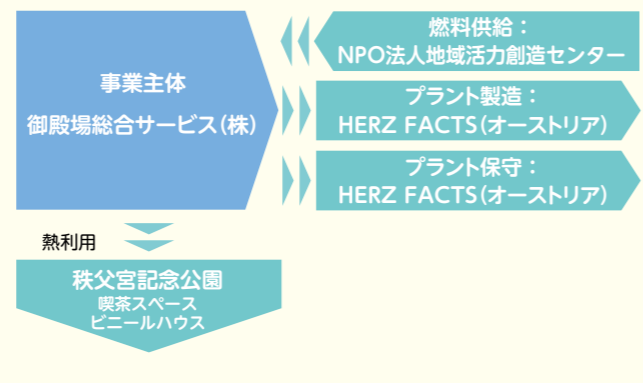 事業主体
御殿場総合サービス(株)
燃料供給：
NPO法人地域活力創造センター
プラント製造：
HERZ FACTS(オーストリア)
プラント保守：
HERZ FACTS(オーストリア)
熱利用
秩父宮記念公園
喫茶スペース
ビニールハウス